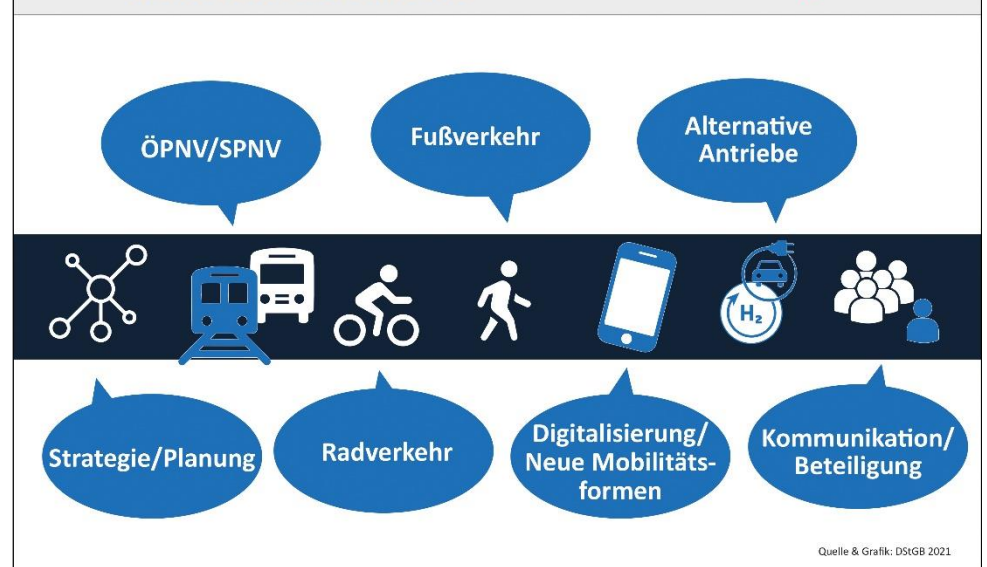 ÖPNV/SPNV
Fußverkehr
Alternative
Antriebe
H₂
Strategie/Planung
Radverkehr
Digitalisierung/
Neue Mobilitäts-
formen
Kommunikation/
Beteiligung
Quelle & Grafik: DStGB 2021